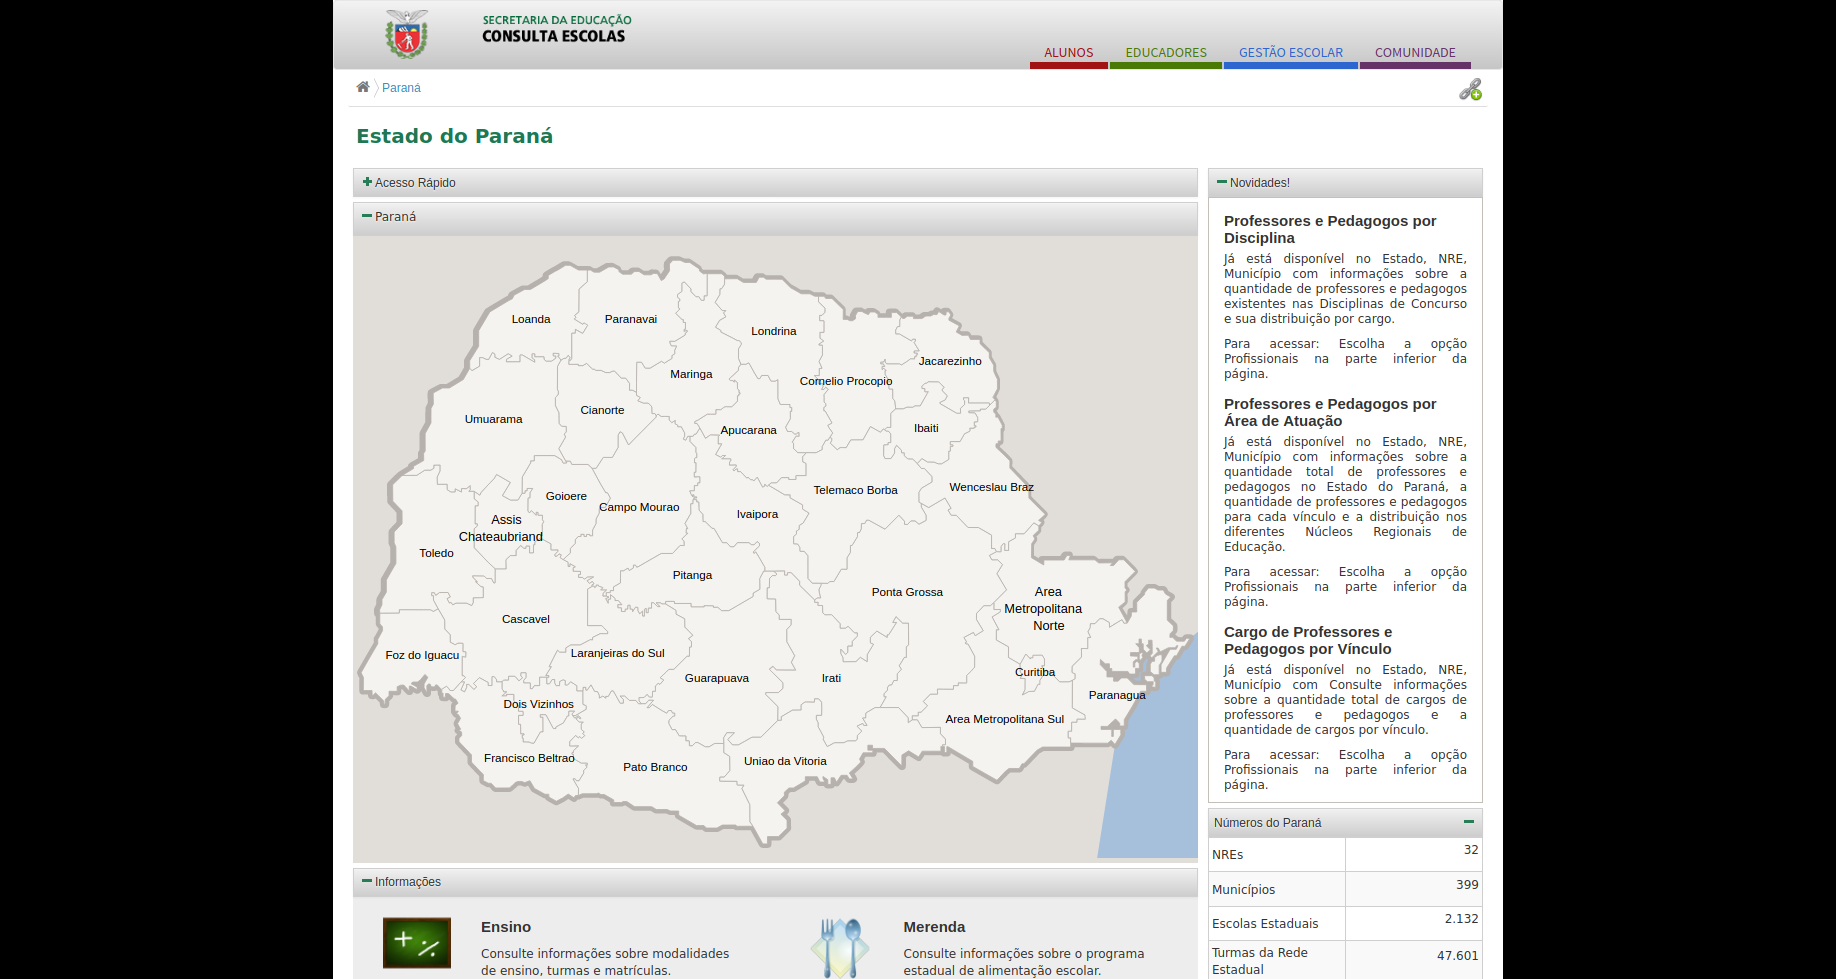 SECRETARIA DA EDUCAÇÃO
CONSULTA ESCOLAS
ALUNOS
EDUCADORES
GESTÃO ESCOLAR
COMUNIDADE
Paraná
Estado do Paraná
Acesso Rápido
Paraná
Loanda
Paranavai
Londrina
Jacarezinho
Maringa
Cornelio Procopio
Cianorte
Umuarama
Apucarana
Ibaiti
Telemaco Borba
Wenceslau Braz
Goioere
Campo Mourao
Ivaipora
Assis
Chateaubriand
Toledo
Pitanga
Ponta Grossa
Area
Metropolitana
Norte
Cascavel
Foz do Iguacu
Laranjeiras do Sul
Guarapuava
Irati
Curitiba
Paranagua
Dois Vizinhos
Area Metropolitana Sul
Francisco Beltrao
Pato Branco
Uniao da Vitoria
Informações
Ensino
Consulte informações sobre modalidades
de ensino, turmas e matrículas.
Merenda
Consulte informações sobre o programa
estadual de alimentação escolar.
Novidades!
Professores e Pedagogos por
Disciplina
Já está disponível no Estado, NRE,
Município com informações sobre a
quantidade de professores e pedagogos
existentes nas Disciplinas de Concurso
e sua distribuição por cargo.
Para acessar: Escolha a opção
Profissionais na parte inferior da
página.
Professores e Pedagogos por
Área de Atuação
Já está disponível no Estado, NRE,
Município com informações sobre a
quantidade total de professores e
pedagogos no Estado do Paraná, a
quantidade de professores e pedagogos
para cada vínculo e a distribuição nos
diferentes Núcleos Regionais de
Educação.
Para acessar: Escolha a opção
Profissionais na parte inferior da
página.
Cargo de Professores e
Pedagogos por Vínculo
Já está disponível no Estado, NRE,
Município com Consulte informações
sobre a quantidade total de cargos de
professores e pedagogos e a
quantidade de cargos por vínculo.
Para acessar: Escolha a opção
Profissionais na parte inferior da
página.
Números do Paraná
NREs 32
Municípios 399
Escolas Estaduais 2.132
Turmas da Rede
Estadual 47.601